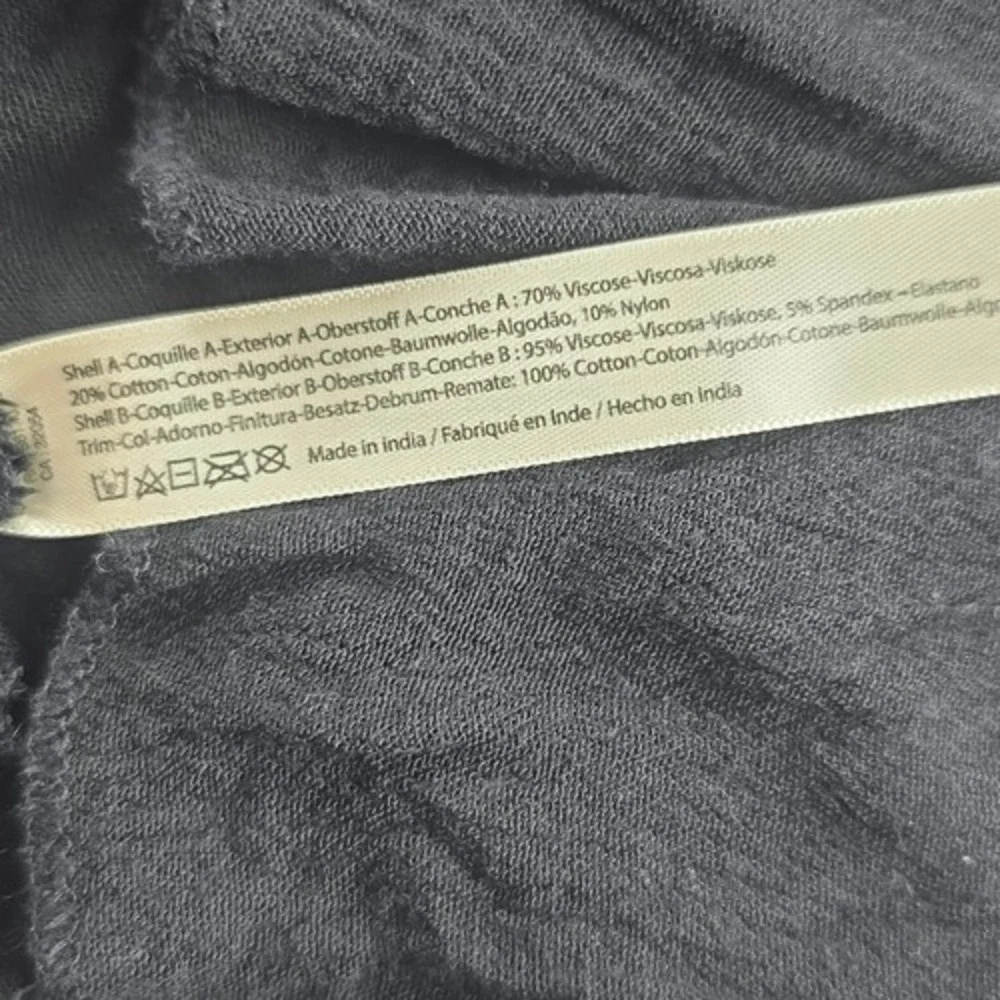 Shell A-Coquille A-Exterior A-Oberstoff A-Conche A : 70% Viscose-Viscosa-Viskose
20% Cotton-Coton-Algodón-Cotone-Baumwolle-Algodão, 10% Nylon
Shell B-Coquille B-Exterior B-Oberstoff B-Conche B : 95% Viscose-Viscosa-Viskose, 5% Spandex –Elastano
Trim-Col-Adorno-Finitura-Besatz-Debrum-Remate: 100% Cotton-Coton-Algodón-Cotone-Baumwolle-Algo
Made in india / Fabriqué en Inde / Hecho en India